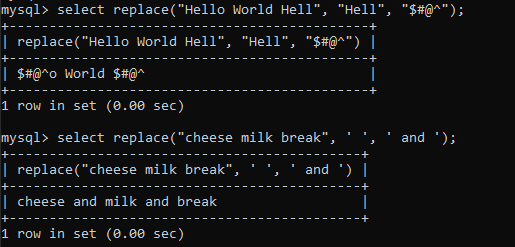 mysql> select replace("Hello World Hell", "Hell", "$#@^");
+------------------------------------------------+
| replace("Hello World Hell", "Hell", "$#@^") |
+------------------------------------------------+
| $#@^o World $#@^ |
+------------------------------------------------+
1 row in set (0.00 sec)
mysql> select replace("cheese milk break", ' ', ' and ');
+-----------------------------------------------+
| replace("cheese milk break", ' ', ' and ') |
+-----------------------------------------------+
| cheese and milk and break |
+-----------------------------------------------+
1 row in set (0.00 sec)